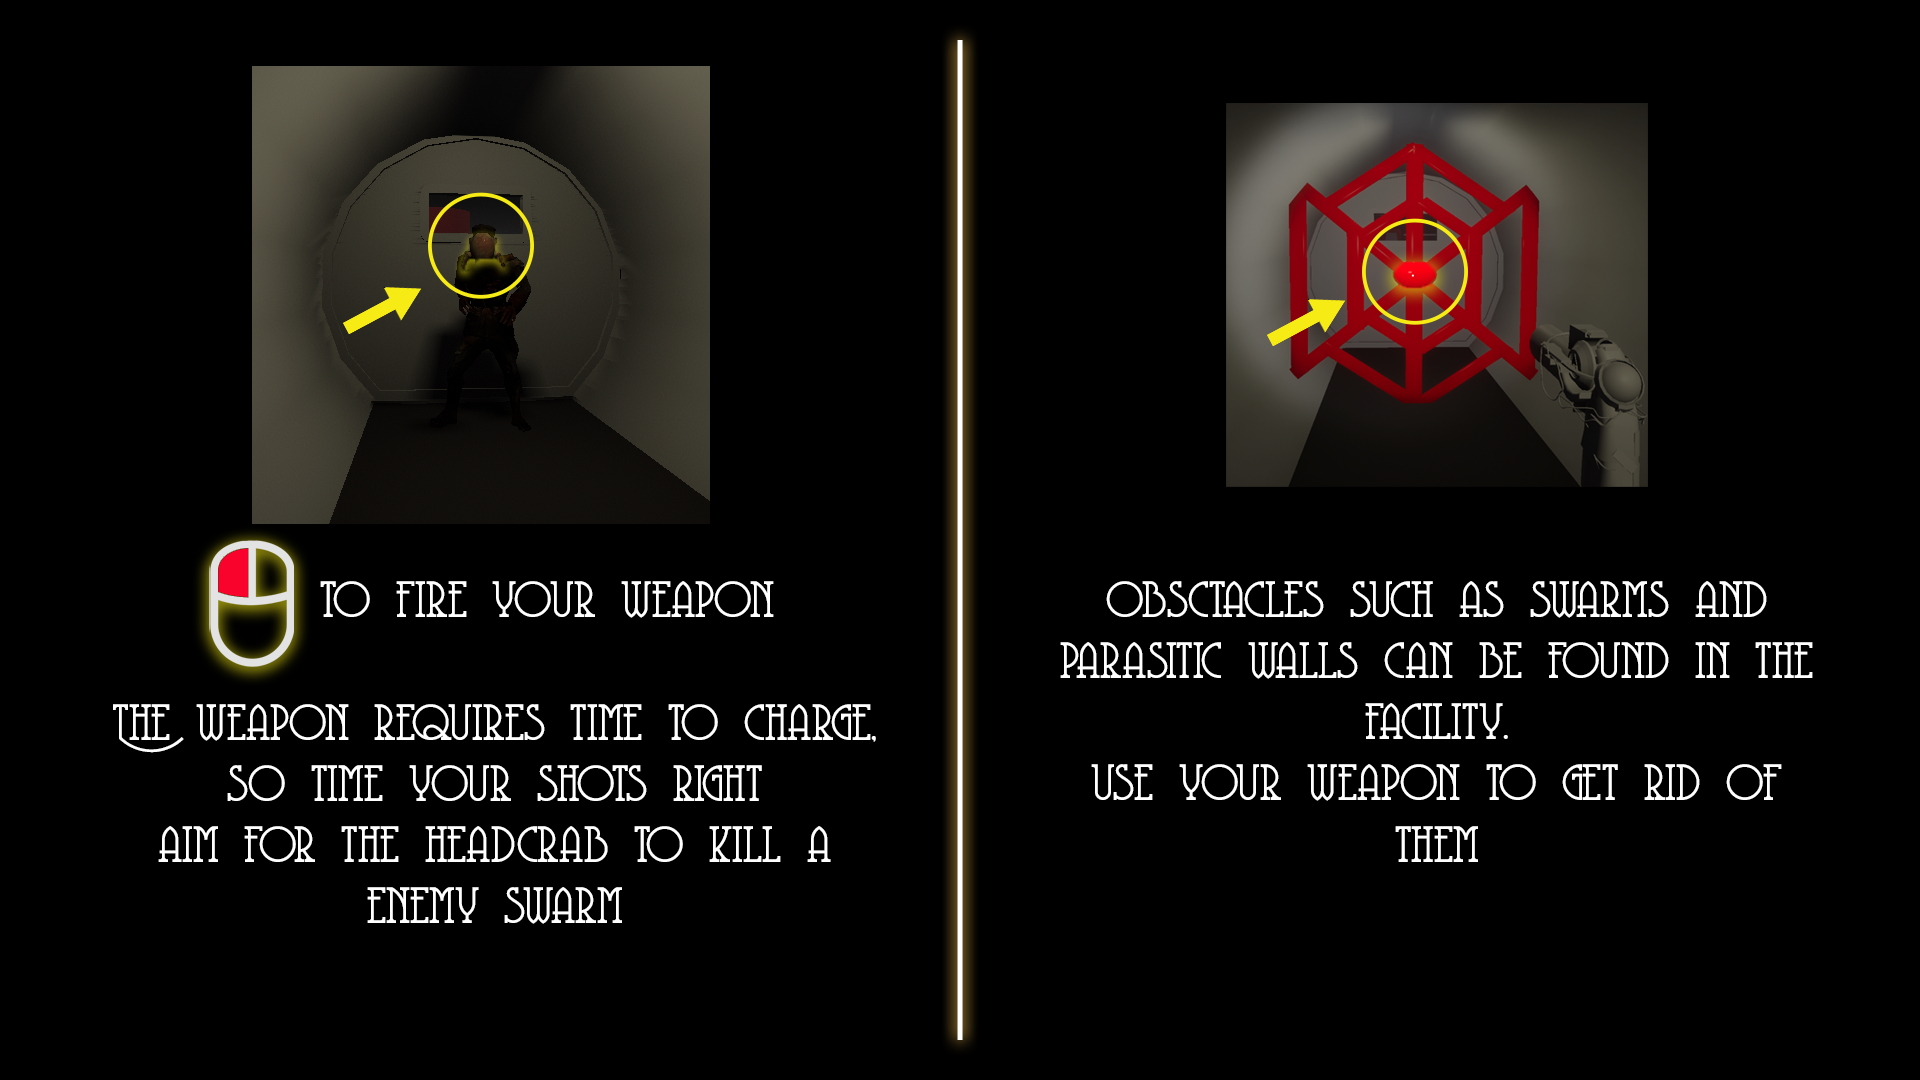 TO FIRE YOUR WEAPON
THE WEAPON REQUIRES TIME TO CHARGE,
SO TIME YOUR SHOTS RIGHT
AIM FOR THE HEADCRAB TO KILL A
ENEMY SWARM
OBSCTACLES SUCH AS SWARMS AND
PARASITIC WALLS CAN BE FOUND IN THE
FACILITY.
USE YOUR WEAPON TO GET RID OF
THEM